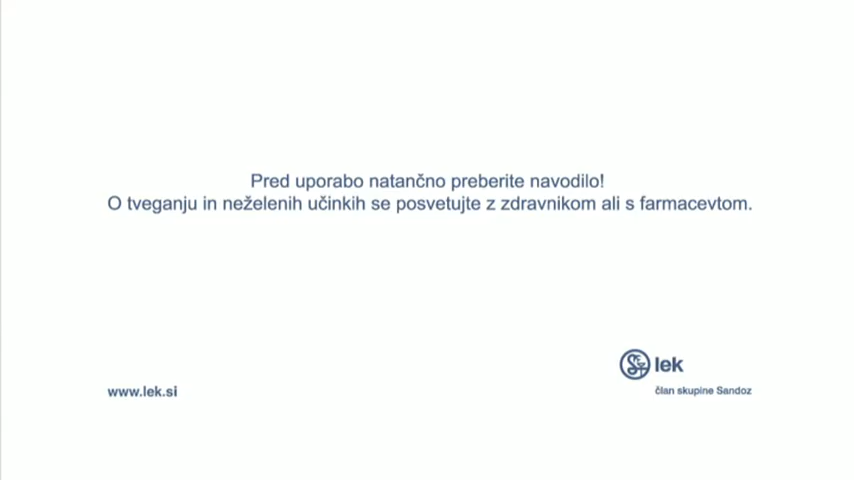 Pred uporabo natančno preberite navodilo!
O tveganju in neželenih učinkih se posvetujte z zdravnikom ali s farmacevtom.
lek
www.lek.si
član skupine Sandoz